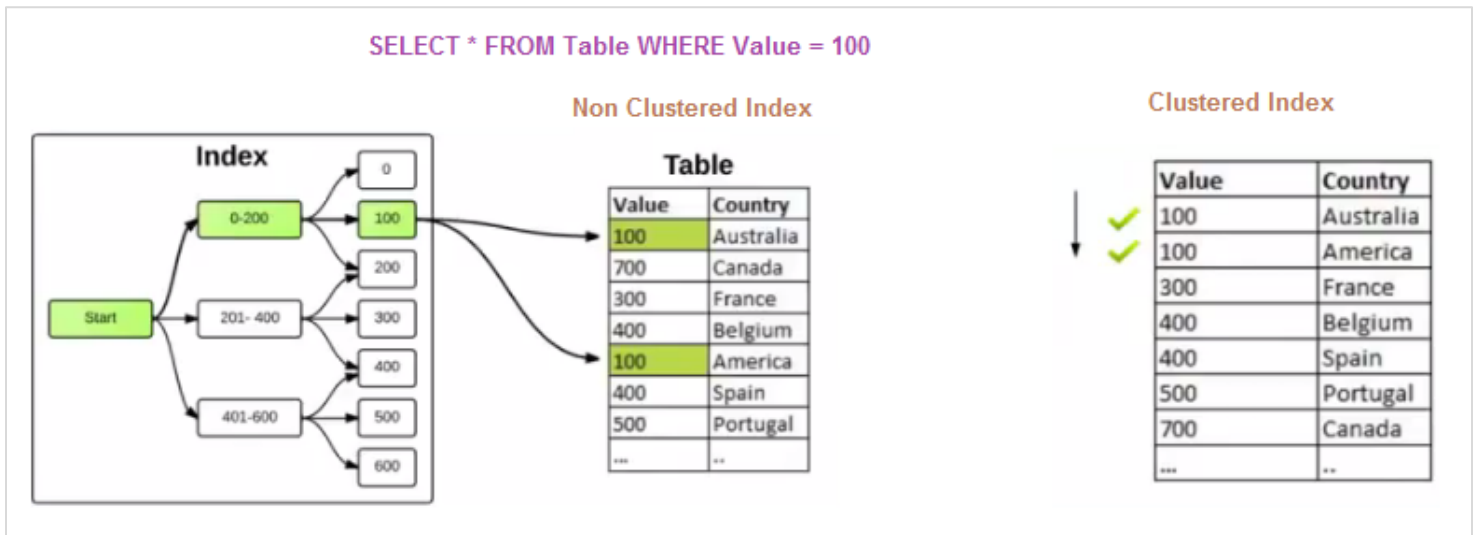 SELECT * FROM Table WHERE Value = 100
Non Clustered Index
Clustered Index
Index
Start
0-200
201- 400
401-600
0
100
200
300
400
500
600
Table
Value Country
100 Australia
700 Canada
300 France
400 Belgium
100 America
400 Spain
500 Portugal
... ..
Value Country
100 Australia
100 America
300 France
400 Belgium
400 Spain
500 Portugal
700 Canada
... ..